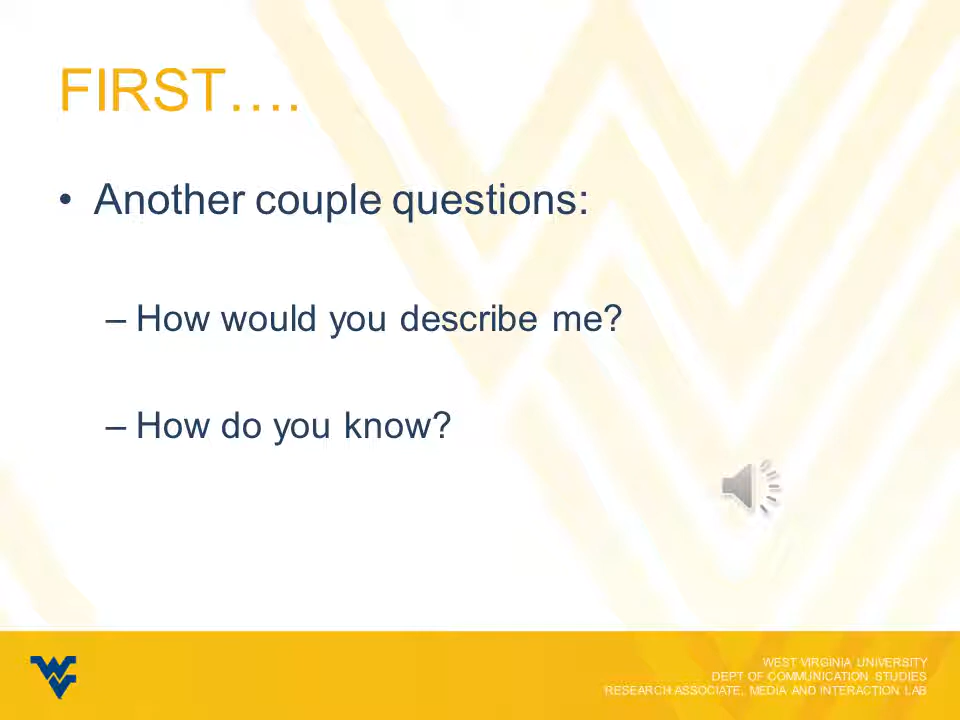 FIRST….
• Another couple questions:
– How would you describe me?
– How do you know?
WEST VIRGINIA UNIVERSITY
DEPT OF COMMUNICATION STUDIES
RESEARCH ASSOCIATE, MEDIA AND INTERACTION LAB